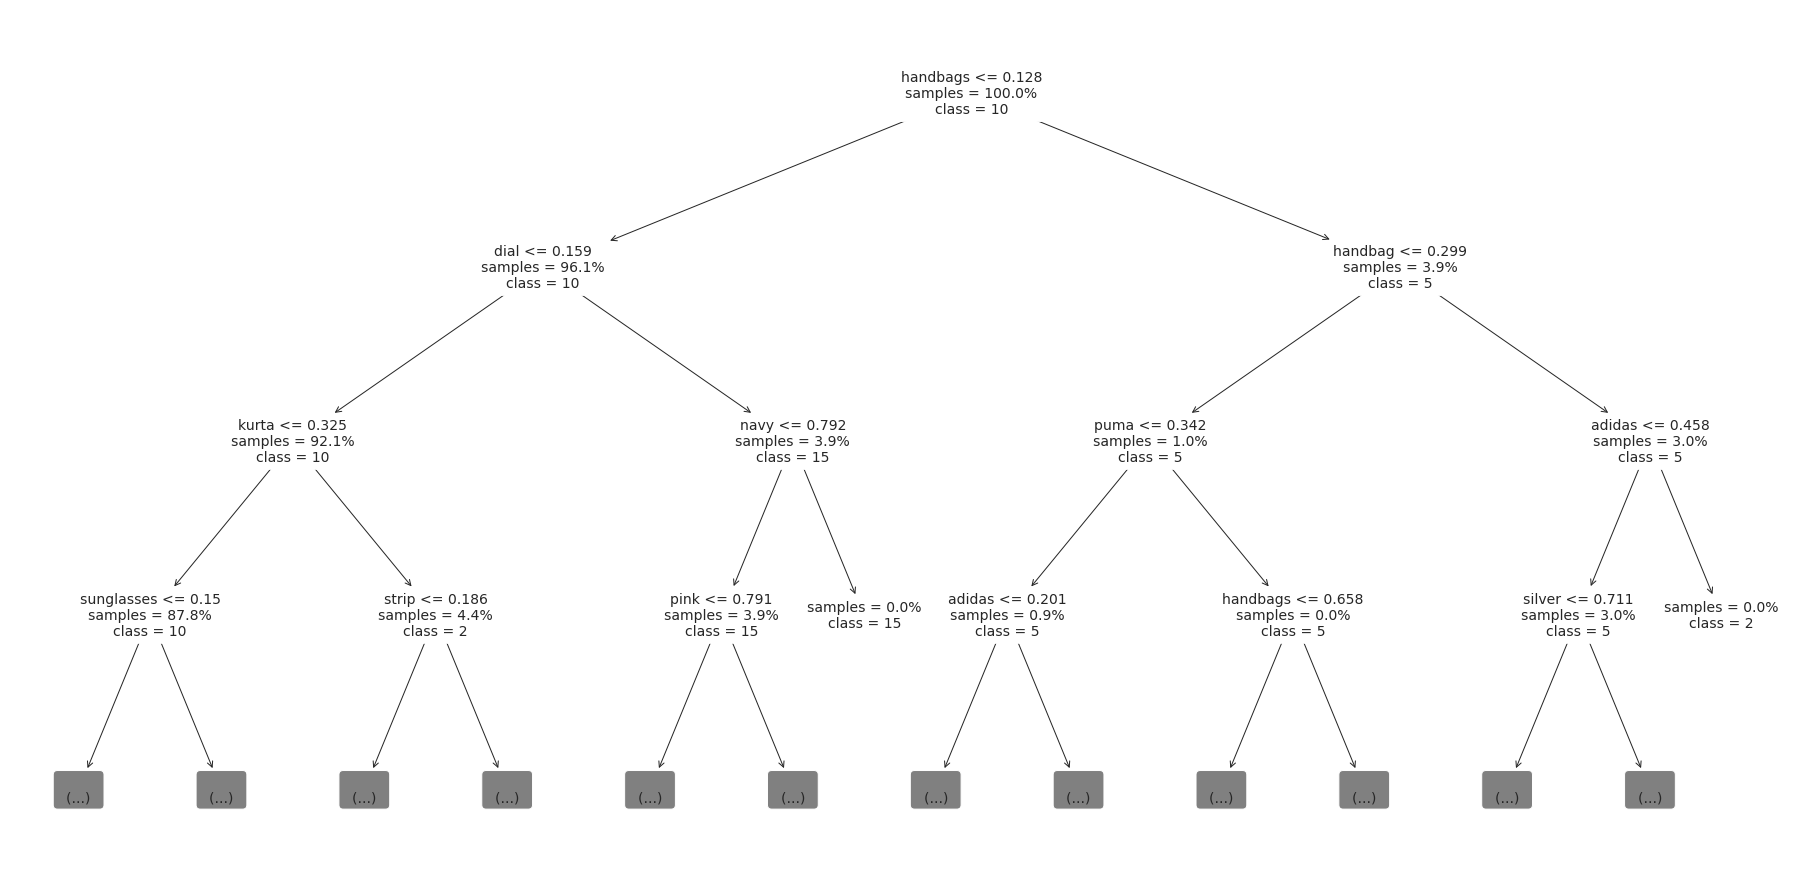 handbags <= 0.128
samples = 100.0%
class = 10
dial <= 0.159
samples = 96.1%
class = 10
handbag <= 0.299
samples = 3.9%
class = 5
kurta <= 0.325
samples = 92.1%
class = 10
navy <= 0.792
samples = 3.9%
class = 15
puma <= 0.342
samples = 1.0%
class = 5
adidas <= 0.458
samples = 3.0%
class = 5
sunglasses <= 0.15
samples = 87.8%
class = 10
strip <= 0.186
samples = 4.4%
class = 2
pink <= 0.791
samples = 3.9%
class = 15
samples = 0.0%
class = 15
adidas <= 0.201
samples = 0.9%
class = 5
handbags <= 0.658
samples = 0.0%
class = 5
silver <= 0.711
samples = 3.0%
class = 5
samples = 0.0%
class = 2
(...)
(...)
(...)
(...)
(...)
(...)
(...)
(...)
(...)
(...)
(...)
(...)